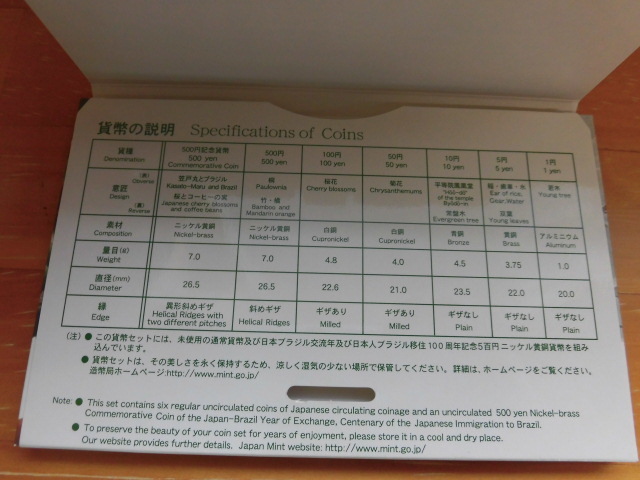 貨幣の説明 Specifications of Coins
貨種 500円記念貨幣 500円 100円 50円 10円 5円 1円
Denomination 500 yen 500 yen 100 yen 50 yen 10 yen 5 yen 1 yen
Commemorative Coin
(表) Obverse 笠戸丸とブラジル 桐 桜花 菊花 平等院鳳凰堂 稲・歯車・水 若木
意匠 Kasato-Maru and Brazil Paulownia Cherry blossoms Chrysanthemums "Hōō-dō" Ear of rice, Young tree
Design of the temple Gear, Water
Byōdō-in
(裏) Reverse 桜とコーヒーの実 竹・橘 常盤木 双葉
Japanese cherry blossoms Bamboo and Evergreen tree Young leaves
and coffee beans Mandarin orange
素材 ニッケル黄銅 ニッケル黄銅 白銅 白銅 青銅 黄銅 アルミニウム
Composition Nickel-brass Nickel-brass Cupronickel Cupronickel Bronze Brass Aluminum
量目(g)
Weight 7.0 7.0 4.8 4.0 4.5 3.75 1.0
直径(mm)
Diameter 26.5 26.5 22.6 21.0 23.5 22.0 20.0
縁 異形斜めギザ 斜めギザ ギザあり ギザあり ギザなし ギザなし ギザなし
Edge Helical Ridges with Helical Ridges Milled Milled Plain Plain Plain
two different pitches
(注) ● この貨幣セットには、未使用の通常貨幣及び日本ブラジル交流年及び日本人ブラジル移住100周年記念5百円ニッケル黄銅貨幣を組み
込んでいます。
● 貨幣セットは、その美しさを永く保持するため、涼しく湿気の少ない場所で保管してください。詳細は、ホームページをご覧ください。
造幣局ホームページ:http://www.mint.go.jp/
Note: ● This set contains six regular uncirculated coins of Japanese circulating coinage and an uncirculated 500 yen Nickel-brass
Commemorative Coin of the Japan-Brazil Year of Exchange, Centenary of the Japanese Immigration to Brazil.
● To preserve the beauty of your coin set for years of enjoyment, please store it in a cool and dry place.
Our website provides further details. Japan Mint website: http://www.mint.go.jp/